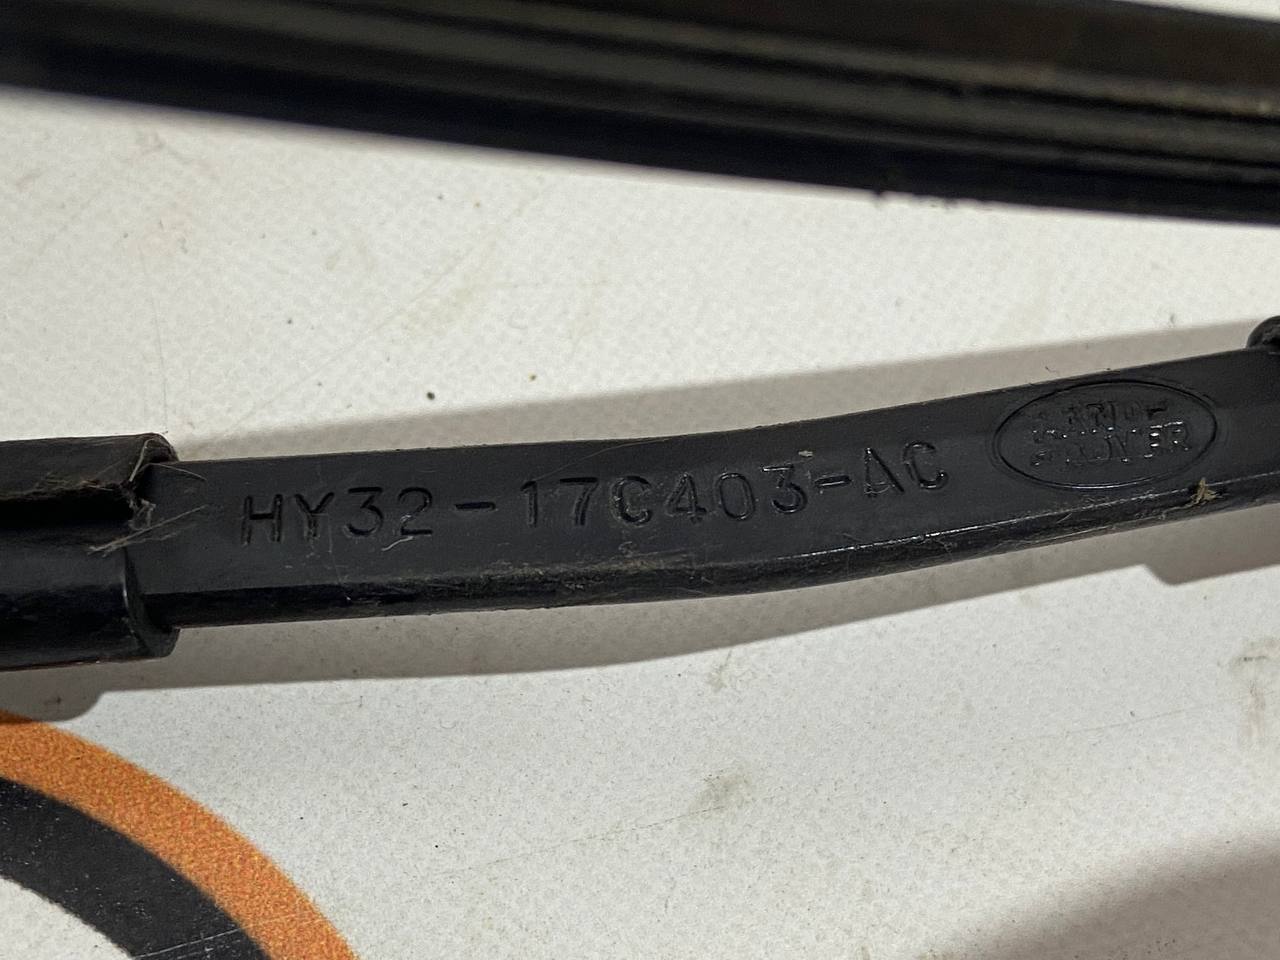 HY32-17C403-AC
LAND-
ROVER